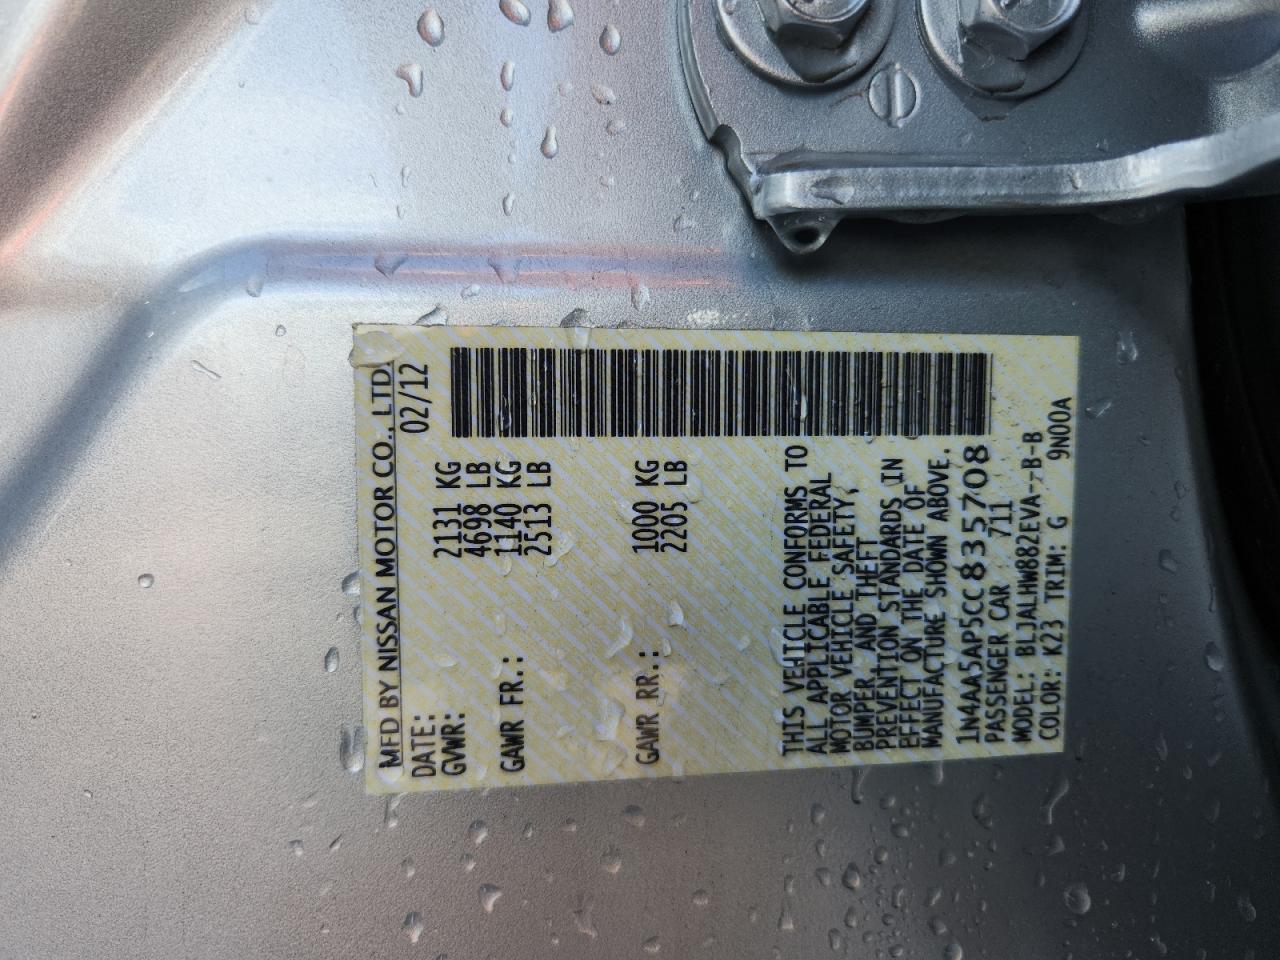 MFD BY NISSAN MOTOR CO., LTD.
DATE: 02/12
GVWR: 2131 KG
4698 LB
GAWR FR.: 1140 KG
2513 LB
GAWR RR.: 1000 KG
2205 LB
THIS VEHICLE CONFORMS TO
ALL APPLICABLE FEDERAL
MOTOR VEHICLE SAFETY,
BUMPER AND THEFT
PREVENTION STANDARDS IN
EFFECT ON THE DATE OF
MANUFACTURE SHOWN ABOVE.
1N4AA5AP5CC835708
PASSENGER CAR 711
MODEL: BLJALHW882EVA--B-B
COLOR: K23 TRIM: G 9N00A